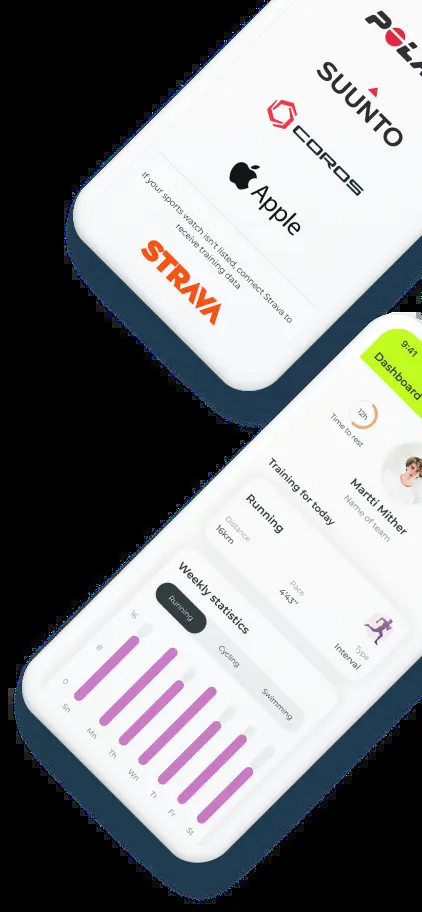 POLA
SUUNTO
COROS
Apple
If your sports watch isn't listed, connect Strava to
receive training data
STRAVA
9:41
Dashboard
12h
Time to rest
Martti Mither
Name of team
Training for today
Running
Distance
16km
Pace
4'43''
Type
Interval
Weekly statistics
Running
Cycling
Swimming
16
8
0
Sn
Mn
Th
Wn
Tr
Fr
St